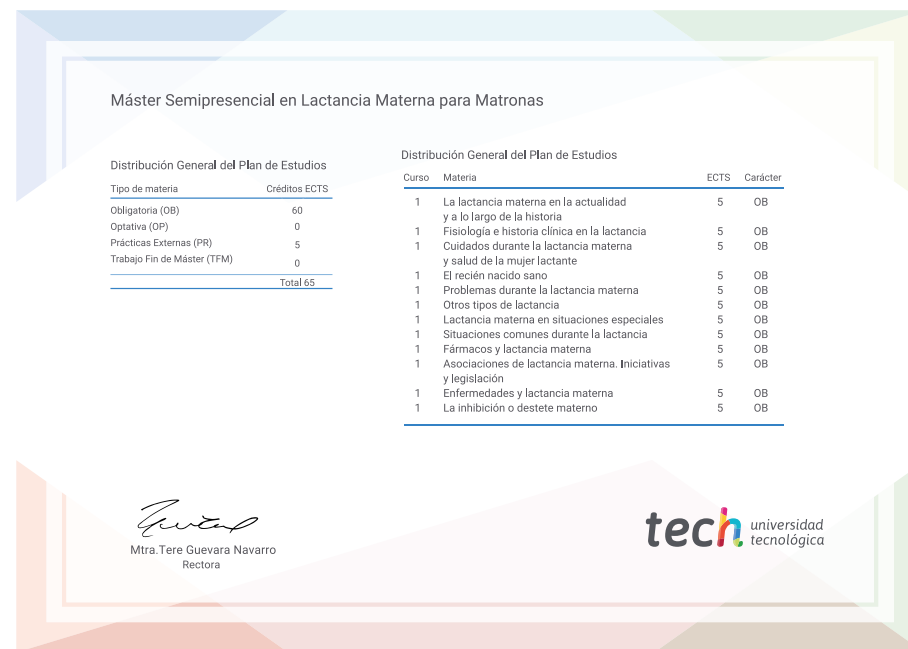 Máster Semipresencial en Lactancia Materna para Matronas
Distribución General del Plan de Estudios
Tipo de materia Créditos ECTS
Obligatoria (OB) 60
Optativa (OP) 0
Prácticas Externas (PR) 5
Trabajo Fin de Máster (TFM) 0
Total 65
Distribución General del Plan de Estudios
Curso Materia ECTS Carácter
1 La lactancia materna en la actualidad 5 OB
y a lo largo de la historia
1 Fisiología e historia clínica en la lactancia 5 OB
1 Cuidados durante la lactancia materna 5 OB
y salud de la mujer lactante
1 El recién nacido sano 5 OB
1 Problemas durante la lactancia materna 5 OB
1 Otros tipos de lactancia 5 OB
1 Lactancia materna en situaciones especiales 5 OB
1 Situaciones comunes durante la lactancia 5 OB
1 Fármacos y lactancia materna 5 OB
1 Asociaciones de lactancia materna. Iniciativas 5 OB
y legislación
1 Enfermedades y lactancia materna 5 OB
1 La inhibición o destete materno 5 OB
Mtra.Tere Guevara Navarro
Rectora
tech universidad
tecnológica